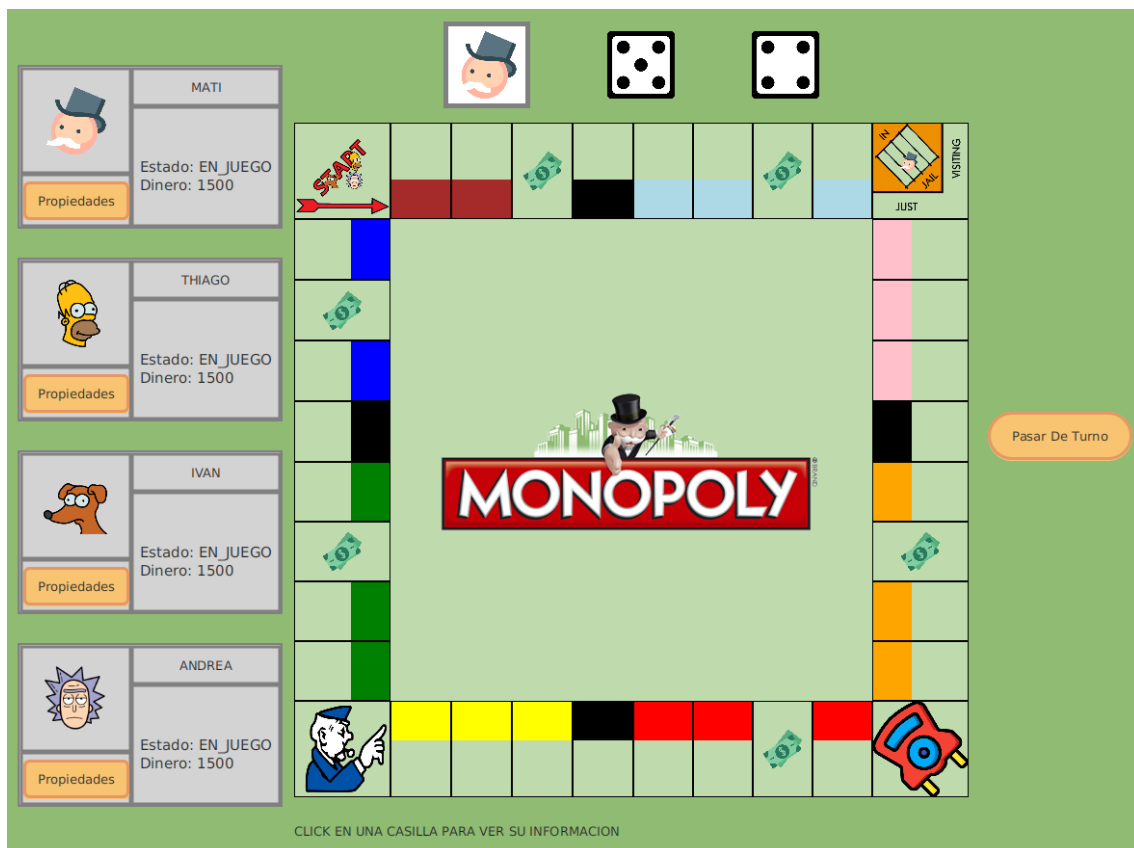 MATI
Estado: EN_JUEGO
Dinero: 1500
Propiedades
THIAGO
Estado: EN_JUEGO
Dinero: 1500
Propiedades
IVAN
Estado: EN_JUEGO
Dinero: 1500
Propiedades
ANDREA
Estado: EN_JUEGO
Dinero: 1500
Propiedades
START
IN
JAIL
VISITING
JUST
MONOPOLY
BRAND
Pasar De Turno
CLICK EN UNA CASILLA PARA VER SU INFORMACION